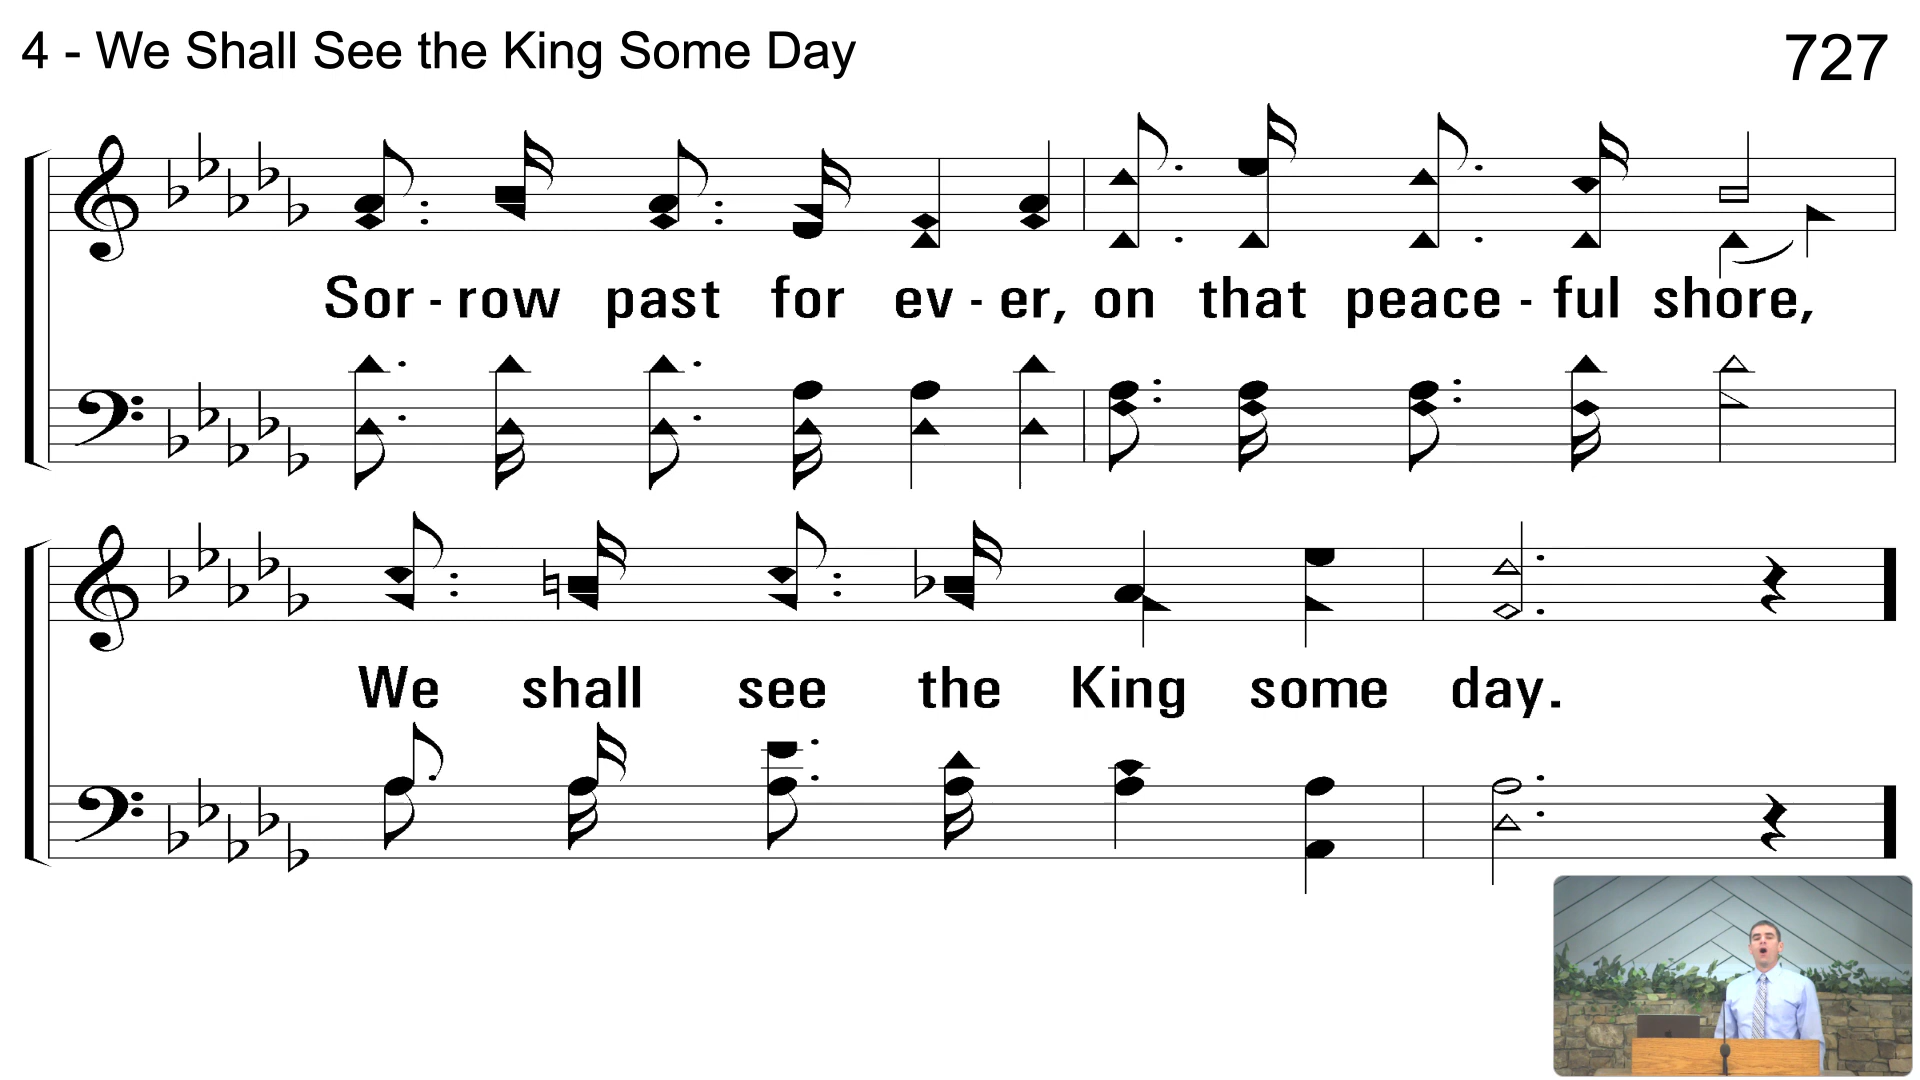 4 - We Shall See the King Some Day
727
Sor - row past for ev - er, on that peace - ful shore,
We shall see the King some day.